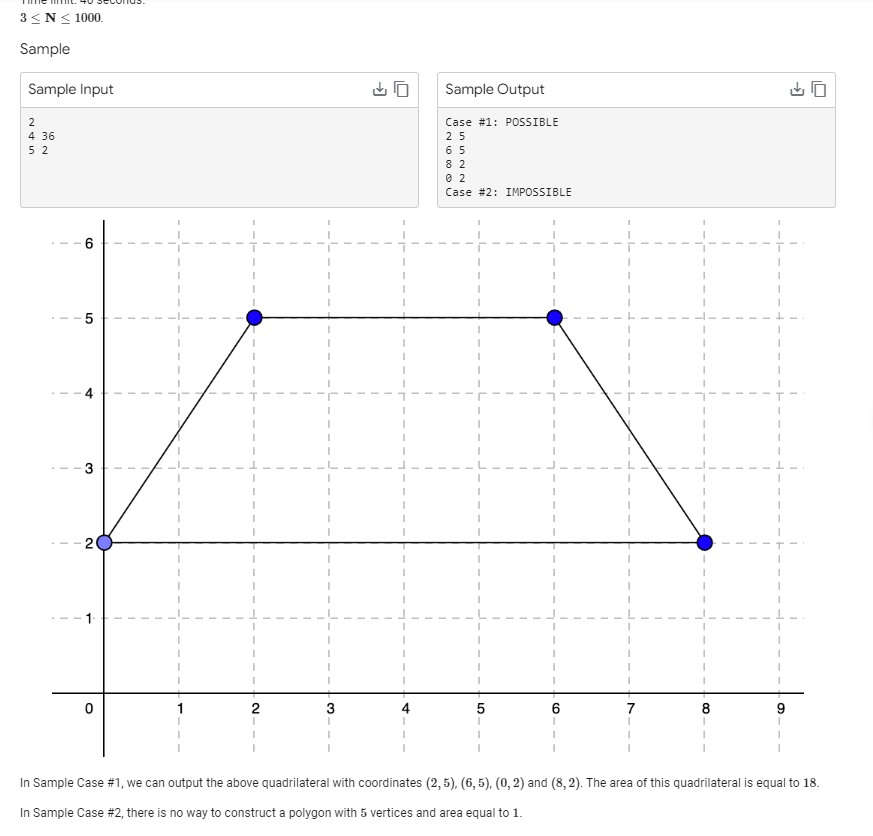 Time limit: 40 seconds.
3 ≤ N ≤ 1000.
Sample
Sample Input
Sample Output
2
4 36
5 2
Case #1: POSSIBLE
2 5
6 5
8 2
0 2
Case #2: IMPOSSIBLE
6
5
4
3
2
1
0 1 2 3 4 5 6 7 8 9
In Sample Case #1, we can output the above quadrilateral with coordinates (2, 5), (6, 5), (0, 2) and (8, 2). The area of this quadrilateral is equal to 18.
In Sample Case #2, there is no way to construct a polygon with 5 vertices and area equal to 1.